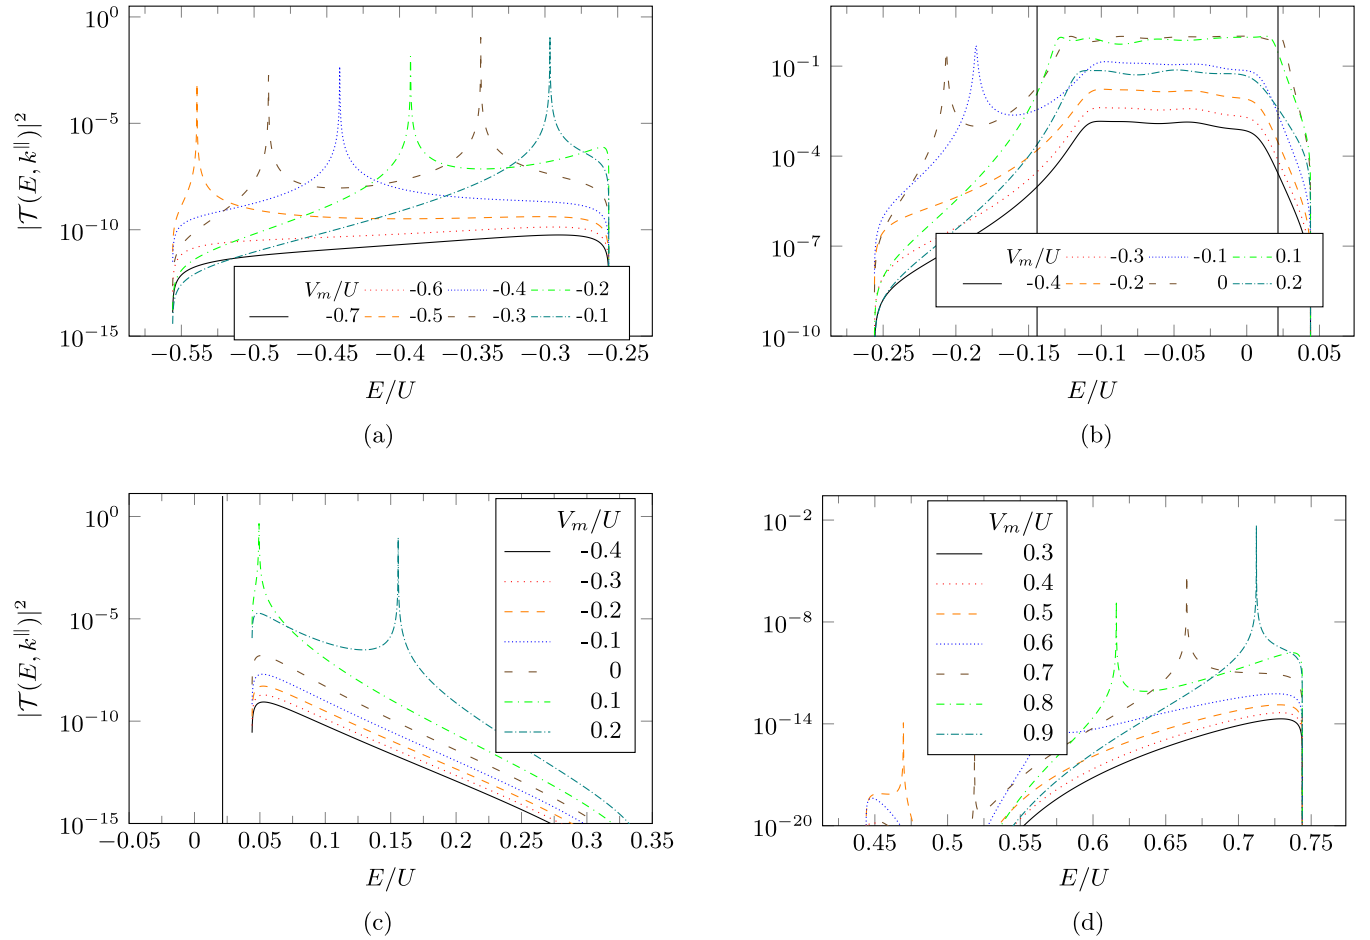 |𝒯(E, k^∥)|²
10⁰
10⁻⁵
10⁻¹⁰
10⁻¹⁵
V_m/U -0.6 -0.4 -0.2
-0.7 -0.5 -0.3 -0.1
−0.55 −0.5 −0.45 −0.4 −0.35 −0.3 −0.25
E/U
(a)
10⁻¹
10⁻⁴
10⁻⁷
10⁻¹⁰
V_m/U -0.3 -0.1 0.1
-0.4 -0.2 0 0.2
−0.25 −0.2 −0.15 −0.1 −0.05 0 0.05
E/U
(b)
|𝒯(E, k^∥)|²
10⁰
10⁻⁵
10⁻¹⁰
10⁻¹⁵
V_m/U
-0.4
-0.3
-0.2
-0.1
0
0.1
0.2
−0.05 0 0.05 0.1 0.15 0.2 0.25 0.3 0.35
E/U
(c)
10⁻²
10⁻⁸
10⁻¹⁴
10⁻²⁰
V_m/U
0.3
0.4
0.5
0.6
0.7
0.8
0.9
0.45 0.5 0.55 0.6 0.65 0.7 0.75
E/U
(d)